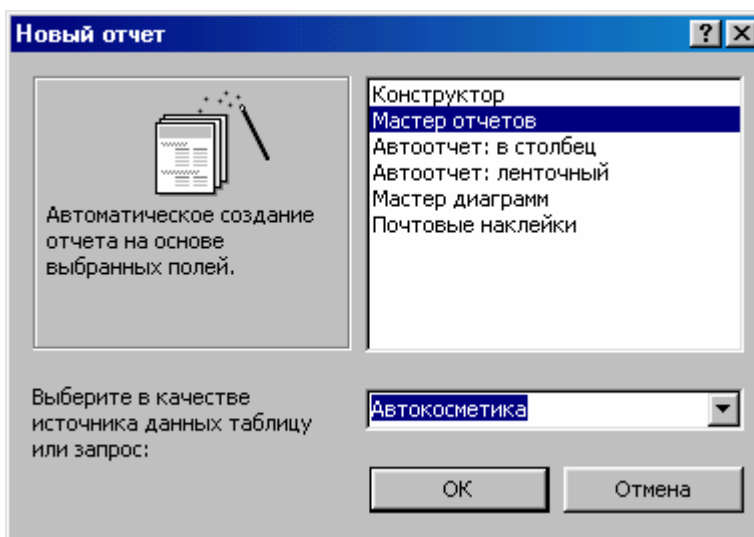 Новый отчет
Автоматическое создание
отчета на основе
выбранных полей.
Конструктор
Мастер отчетов
Автоотчет: в столбец
Автоотчет: ленточный
Мастер диаграмм
Почтовые наклейки
Выберите в качестве
источника данных таблицу
или запрос:
Автокосметика
ОК
Отмена